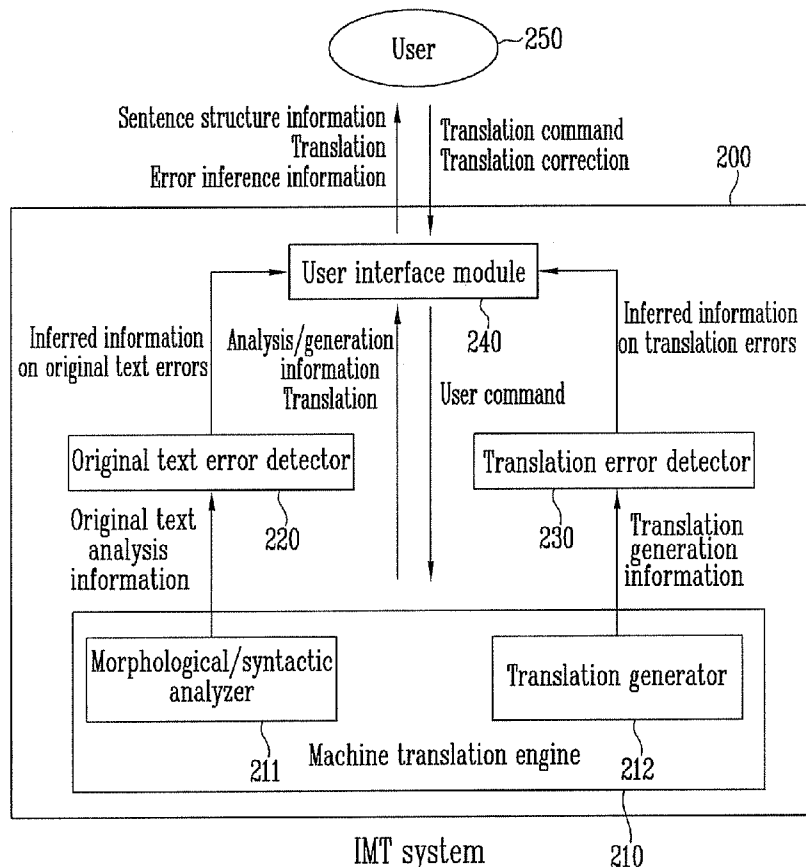 User
250
Sentence structure information
Translation
Error inference information
Translation command
Translation correction
200
User interface module
240
Inferred information
on original text errors
Analysis/generation
information
Translation
User command
Inferred information
on translation errors
Original text error detector
220
Translation error detector
230
Original text
analysis
information
Translation
generation
information
Morphological/syntactic
analyzer
211
Translation generator
212
Machine translation engine
210
IMT system